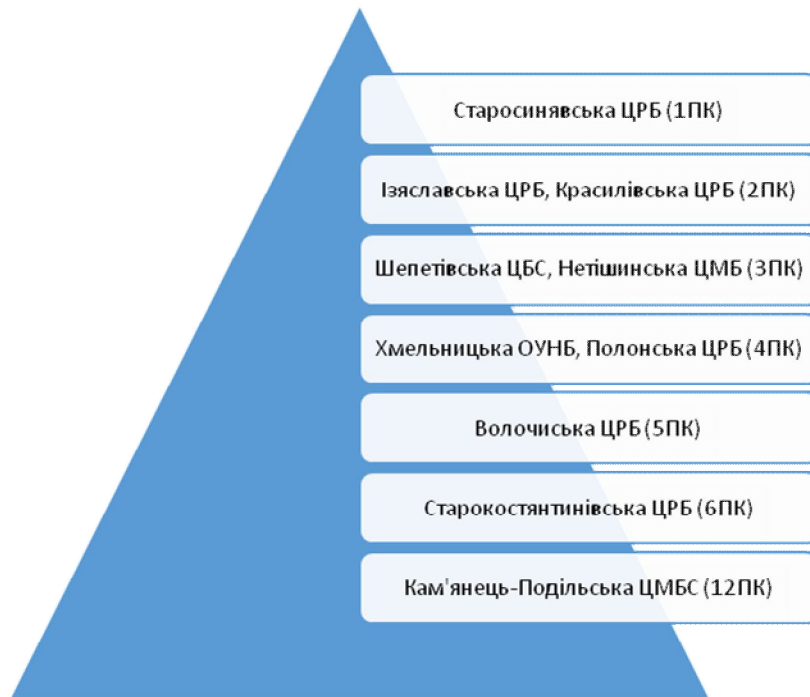 Старосинявська ЦРБ (1ПК)
Ізяславська ЦРБ, Красилівська ЦРБ (2ПК)
Шепетівська ЦБС, Нетішинська ЦМБ (3ПК)
Хмельницька ОУНБ, Полонська ЦРБ (4ПК)
Волочиська ЦРБ (5ПК)
Старокостянтинівська ЦРБ (6ПК)
Кам'янець-Подільська ЦМБС (12ПК)